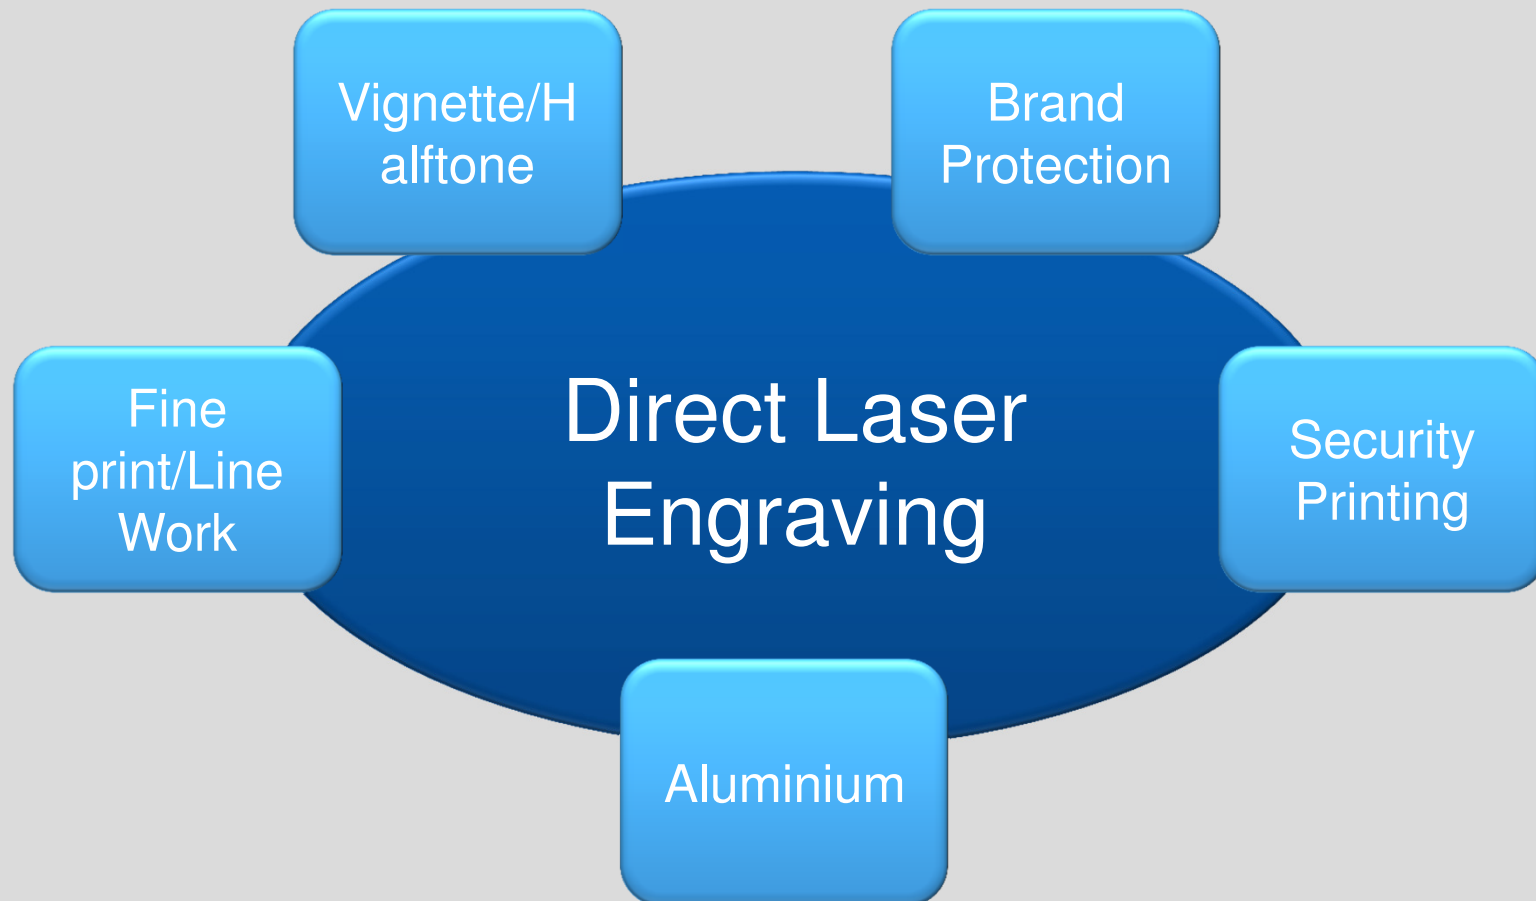 Vignette/H
alftone
Brand
Protection
Fine
print/Line
Work
Direct Laser
Engraving
Security
Printing
Aluminium